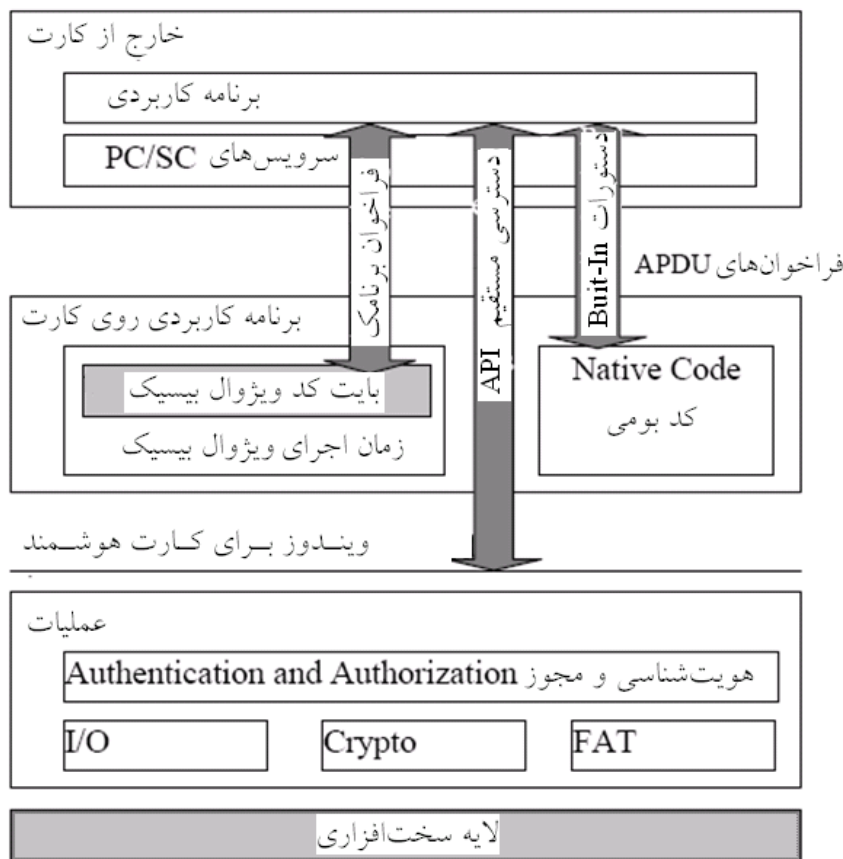 خارج از کارت
برنامه کاربردی
سرویس‌های PC/SC
فراخوان برنامک
دسترسی مستقیم API
دستورات Buit-In
فراخوان‌های APDU
برنامه کاربردی روی کارت
بایت کد ویژوال بیسیک
زمان اجرای ویژوال بیسیک
Native Code
کد بومی
ویندوز برای کارت هوشمند
عملیات
هویت‌شناسی و مجوز Authentication and Authorization
I/O
Crypto
FAT
لایه سخت‌افزاری